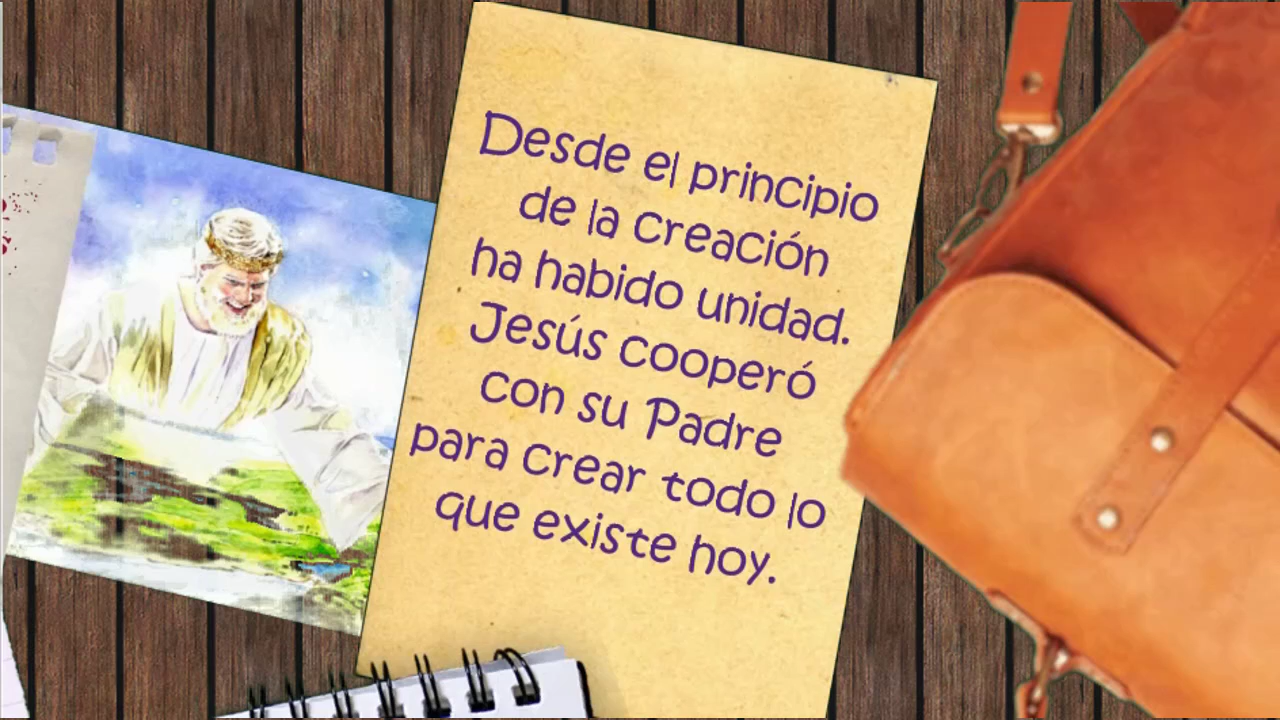 Desde el principio
de la creación
ha habido unidad.
Jesús cooperó
con su Padre
para crear todo lo
que existe hoy.